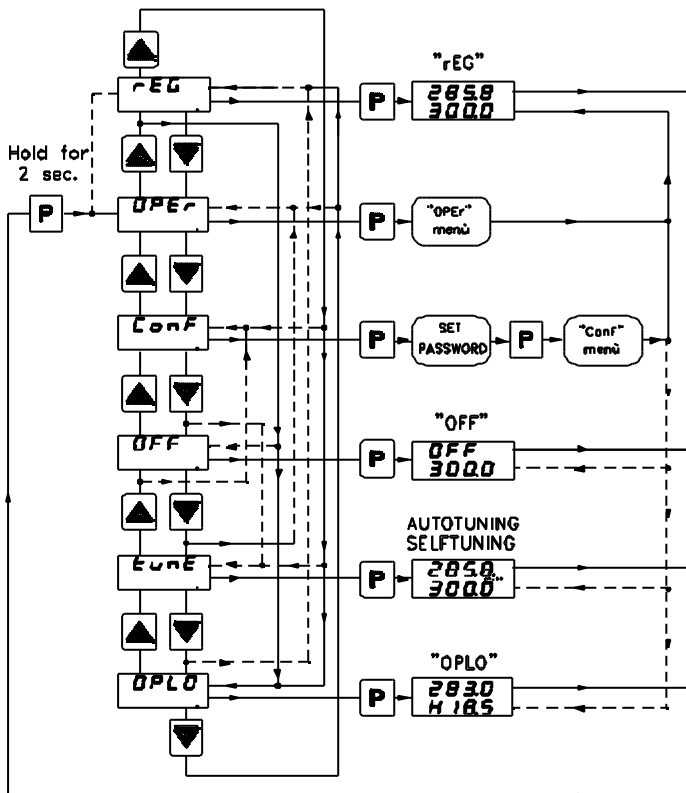 "rEG"
rEG
P
285.8
300.0
Hold for
2 sec.
P
OPEr
P
"OPEr"
menù
ConF
P
SET
PASSWORD
P
"ConF"
menù
"OFF"
OFF
P
OFF
300.0
AUTOTUNING
SELFTUNING
tunE
P
285.8
300.0
"OPLO"
OPLO
P
283.0
H 18.5